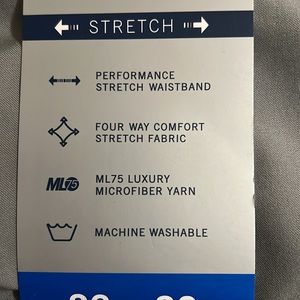 STRETCH
PERFORMANCE
STRETCH WAISTBAND
FOUR WAY COMFORT
STRETCH FABRIC
ML75
ML75 LUXURY
MICROFIBER YARN
MACHINE WASHABLE